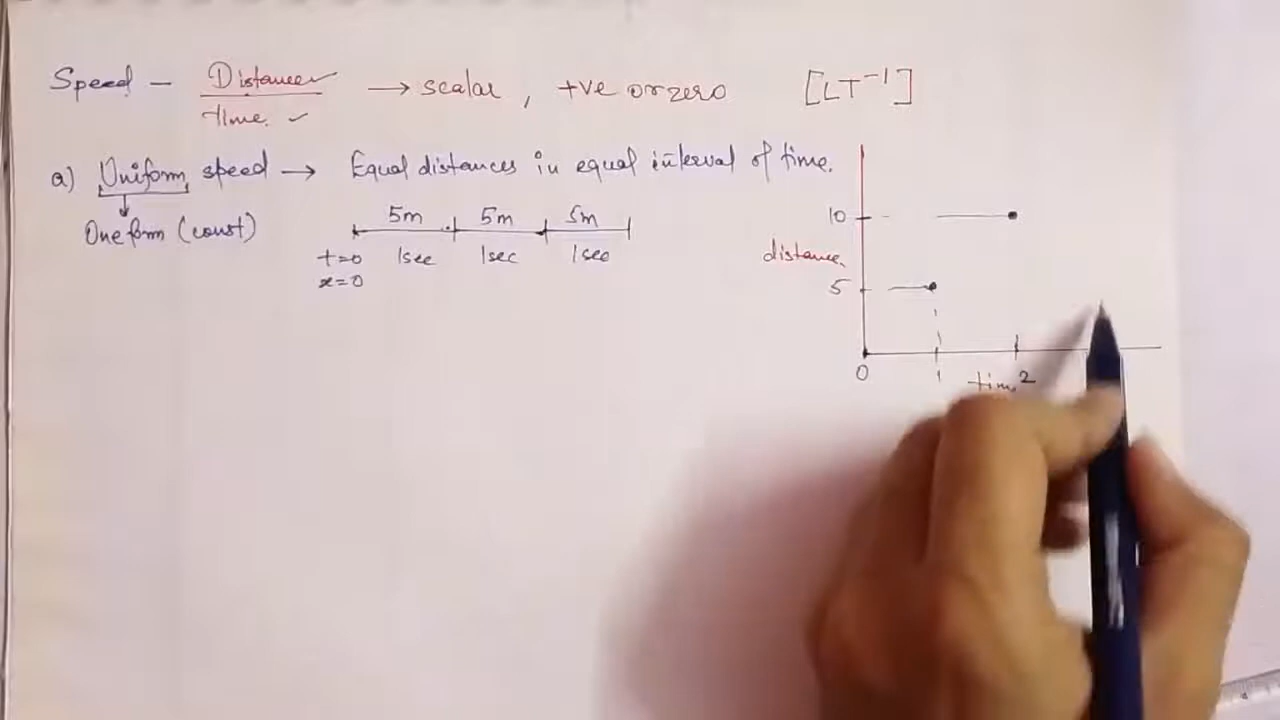 Speed - Distance → scalar, +ve or zero [LT⁻¹]
Time.
a) Uniform speed → Equal distances in equal interval of time.
One form (const)
5m 5m 5m
t=0 1sec 1sec 1sec
x=0
10
distance.
5
0 1 2